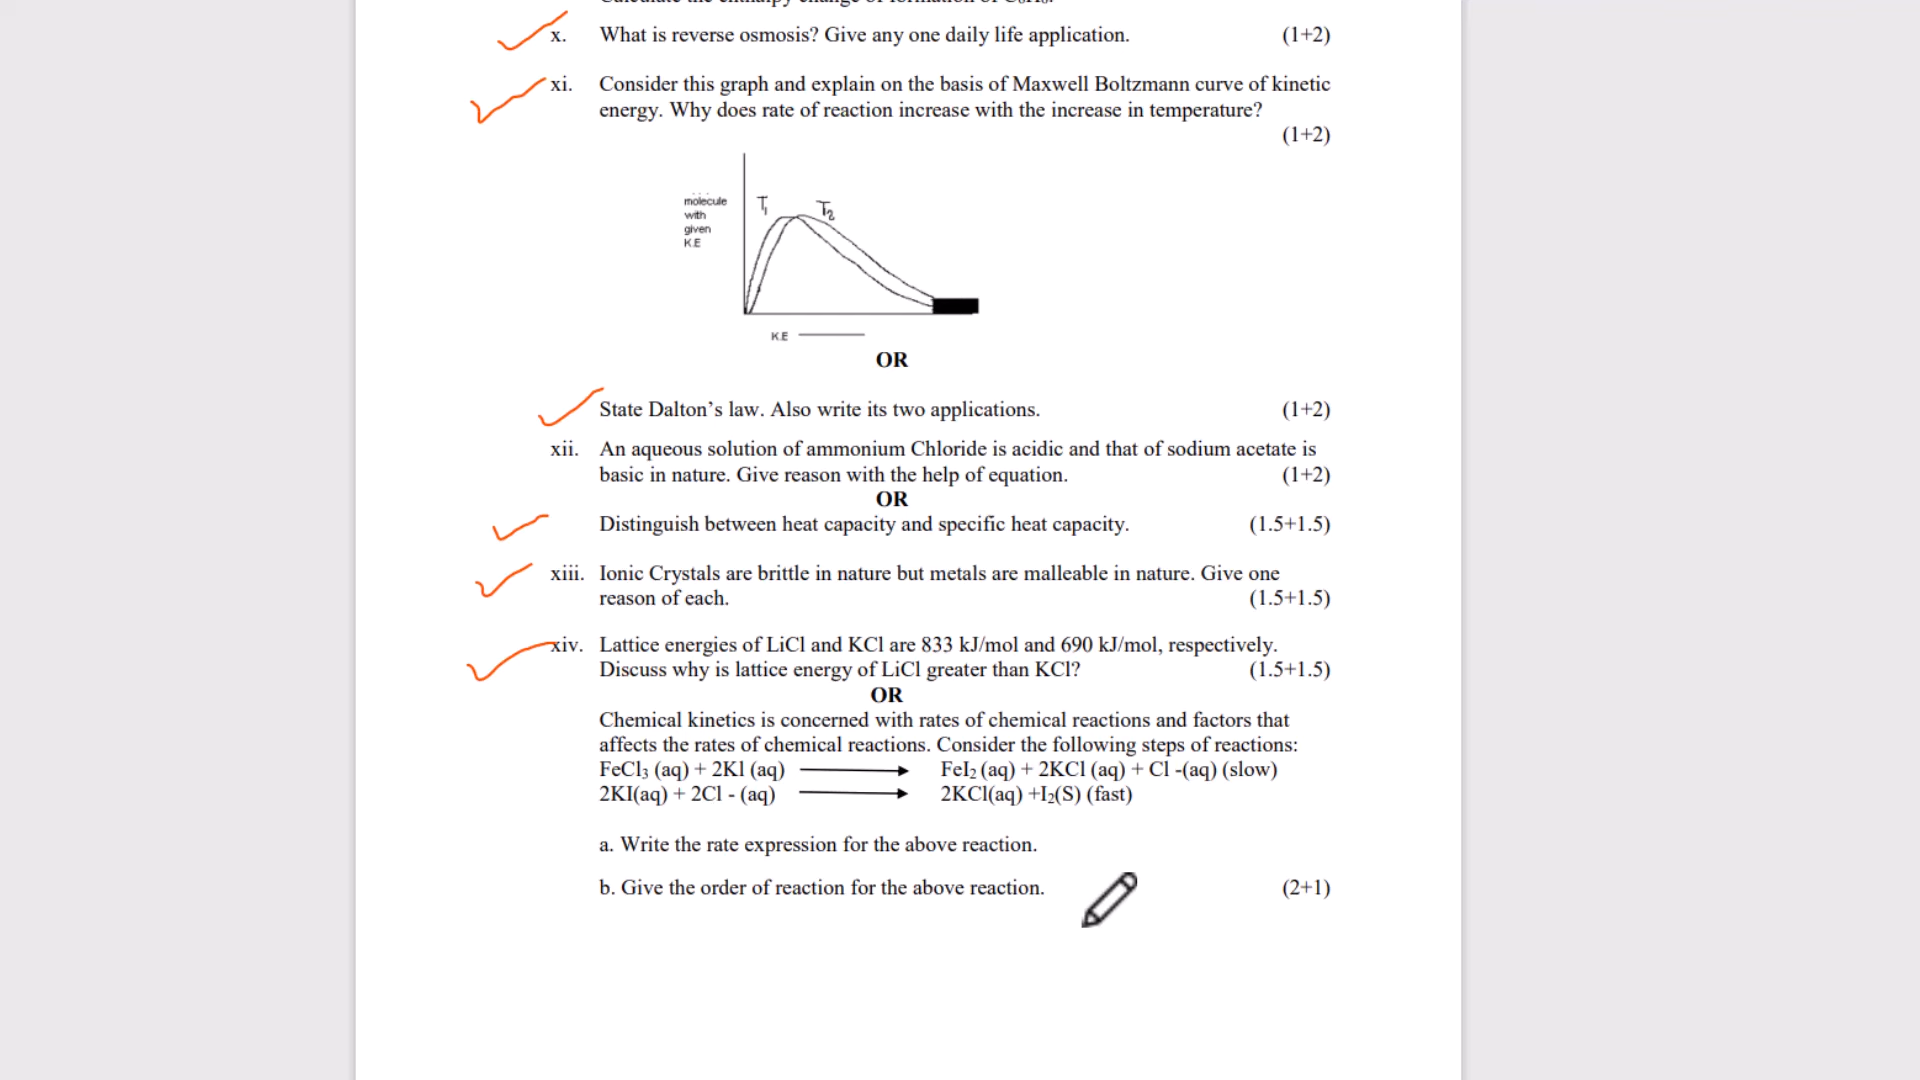 x. What is reverse osmosis? Give any one daily life application. (1+2)
xi. Consider this graph and explain on the basis of Maxwell Boltzmann curve of kinetic
energy. Why does rate of reaction increase with the increase in temperature?
(1+2)
molecule
with
given
K.E
T1
T2
K.E
OR
State Dalton's law. Also write its two applications. (1+2)
xii. An aqueous solution of ammonium Chloride is acidic and that of sodium acetate is
basic in nature. Give reason with the help of equation. (1+2)
OR
Distinguish between heat capacity and specific heat capacity. (1.5+1.5)
xiii. Ionic Crystals are brittle in nature but metals are malleable in nature. Give one
reason of each. (1.5+1.5)
xiv. Lattice energies of LiCl and KCl are 833 kJ/mol and 690 kJ/mol, respectively.
Discuss why is lattice energy of LiCl greater than KCl? (1.5+1.5)
OR
Chemical kinetics is concerned with rates of chemical reactions and factors that
affects the rates of chemical reactions. Consider the following steps of reactions:
FeCl₃ (aq) + 2Kl (aq) ⟶ FeI₂ (aq) + 2KCl (aq) + Cl -(aq) (slow)
2KI(aq) + 2Cl - (aq) ⟶ 2KCl(aq) +I₂(S) (fast)
a. Write the rate expression for the above reaction.
b. Give the order of reaction for the above reaction. (2+1)